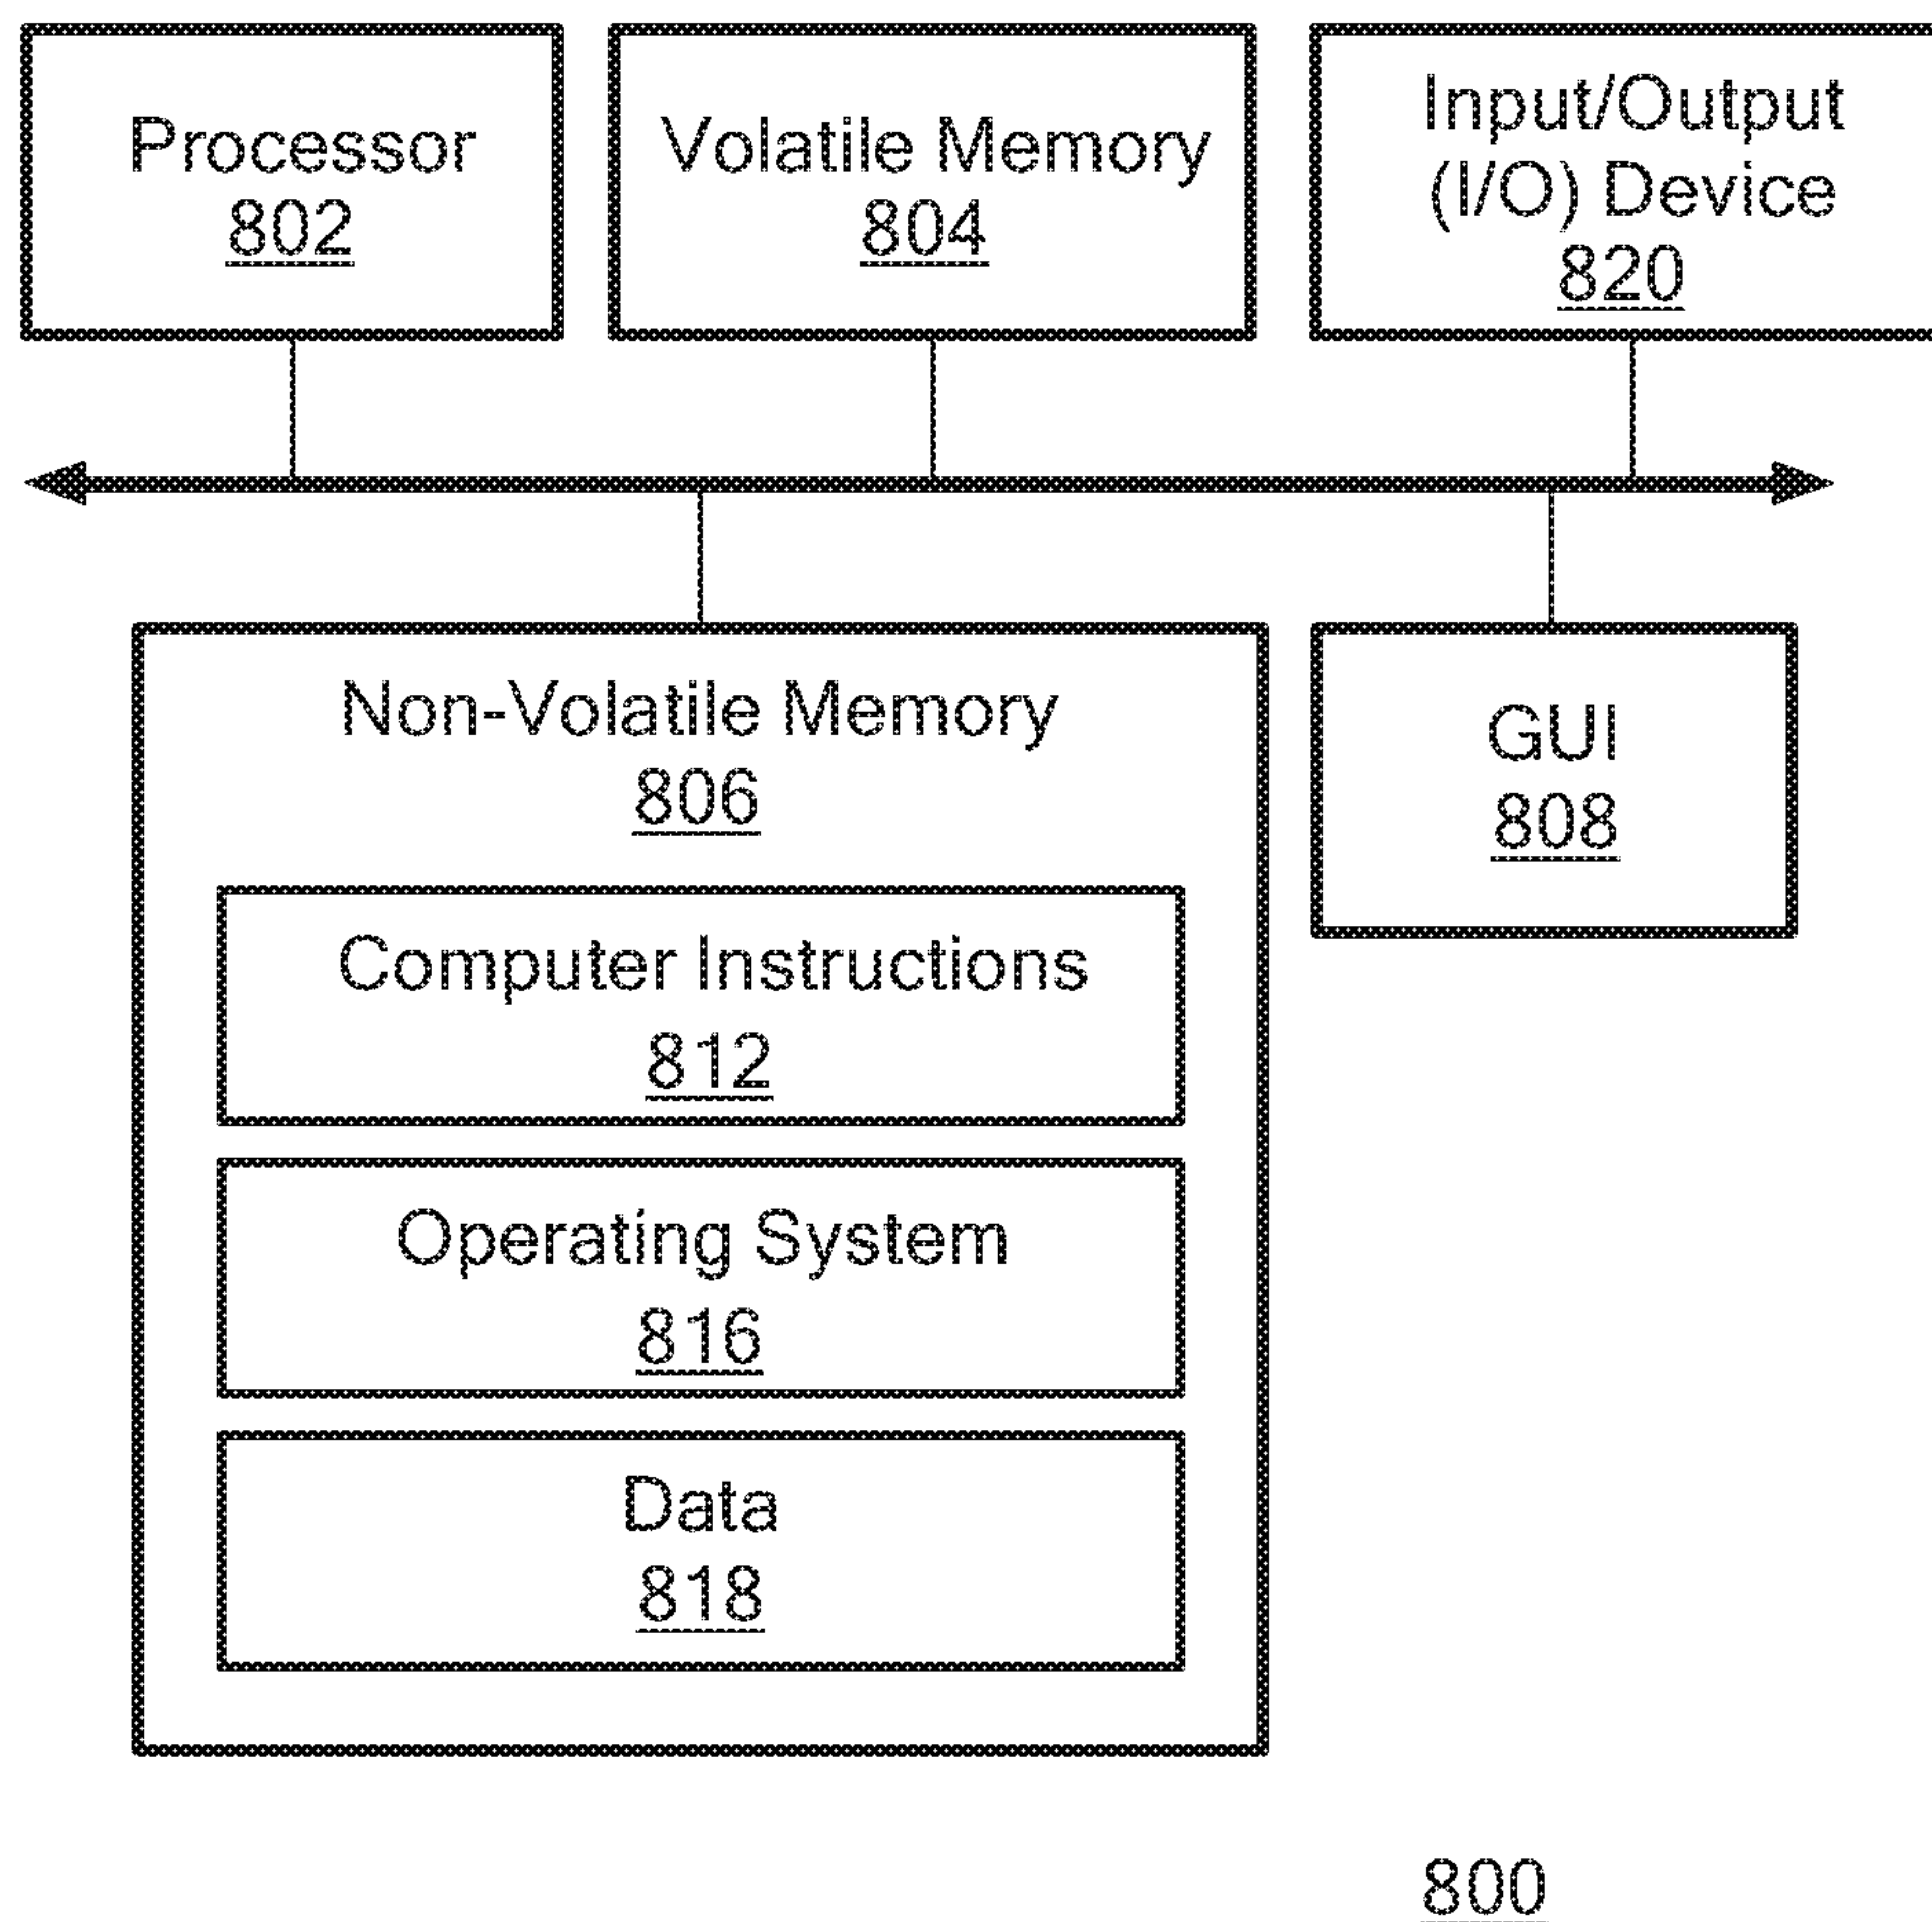 Processor
802
Volatile Memory
804
Input/Output
(I/O) Device
820
Non-Volatile Memory
806
Computer Instructions
812
Operating System
816
Data
818
GUI
808
800